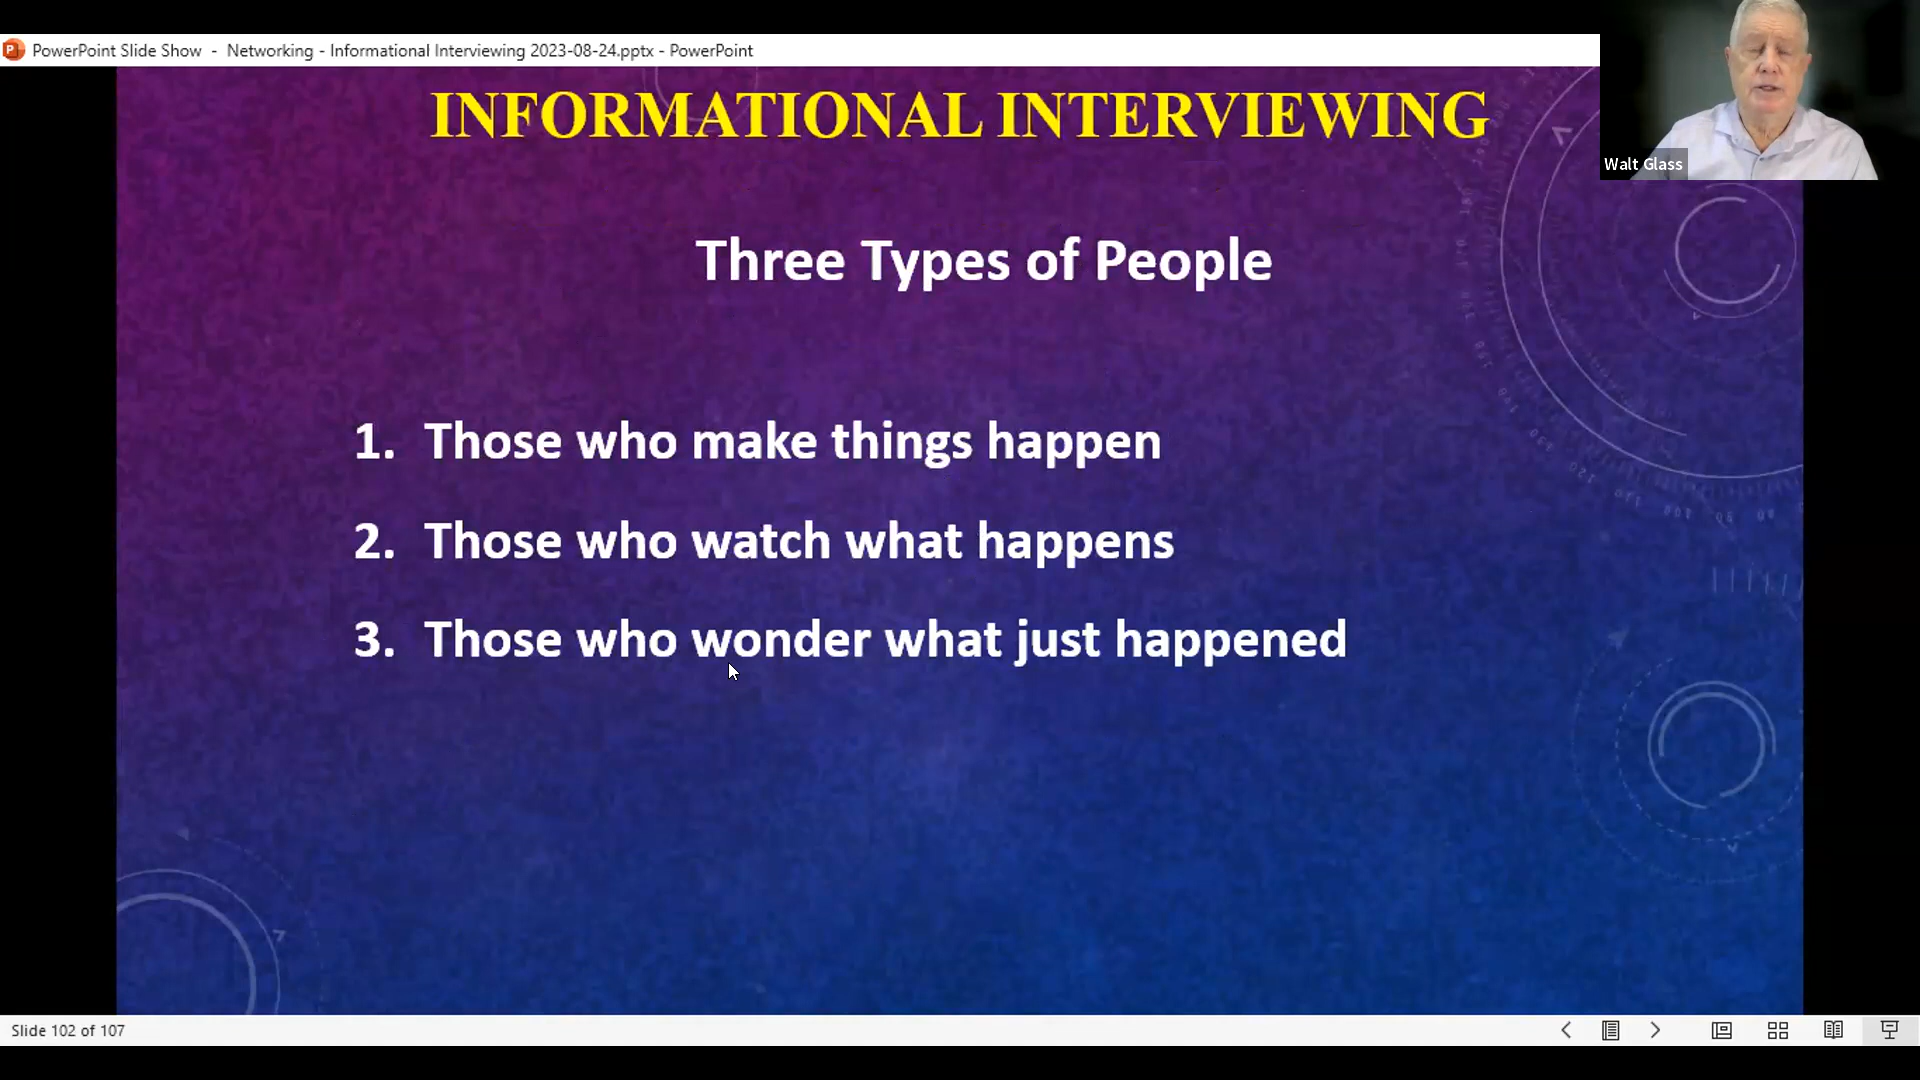 PowerPoint Slide Show - Networking - Informational Interviewing 2023-08-24.pptx - PowerPoint
INFORMATIONAL INTERVIEWING
Walt Glass
Three Types of People
1. Those who make things happen
2. Those who watch what happens
3. Those who wonder what just happened
Slide 102 of 107